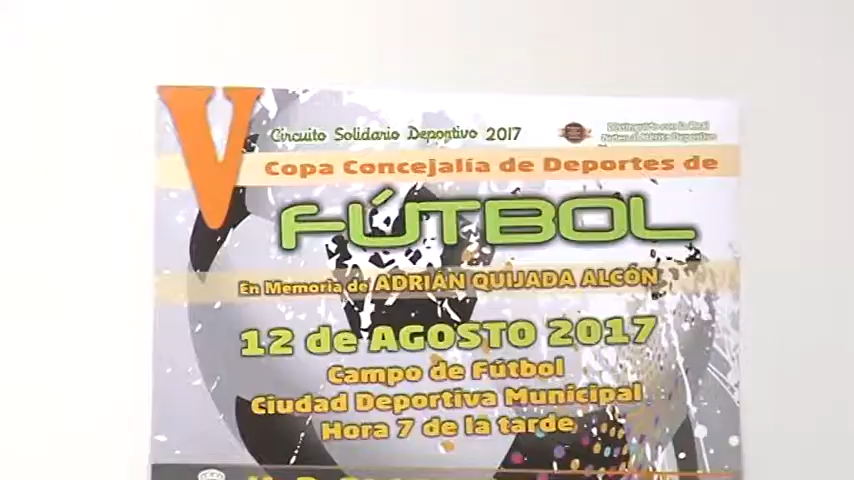 V
Circuito Solidario Deportivo 2017
Copa Concejalía de Deportes de
FÚTBOL
En Memoria de ADRIÁN QUIJADA ALCÓN
12 de AGOSTO 2017
Campo de Fútbol
Ciudad Deportiva Municipal
Hora 7 de la tarde